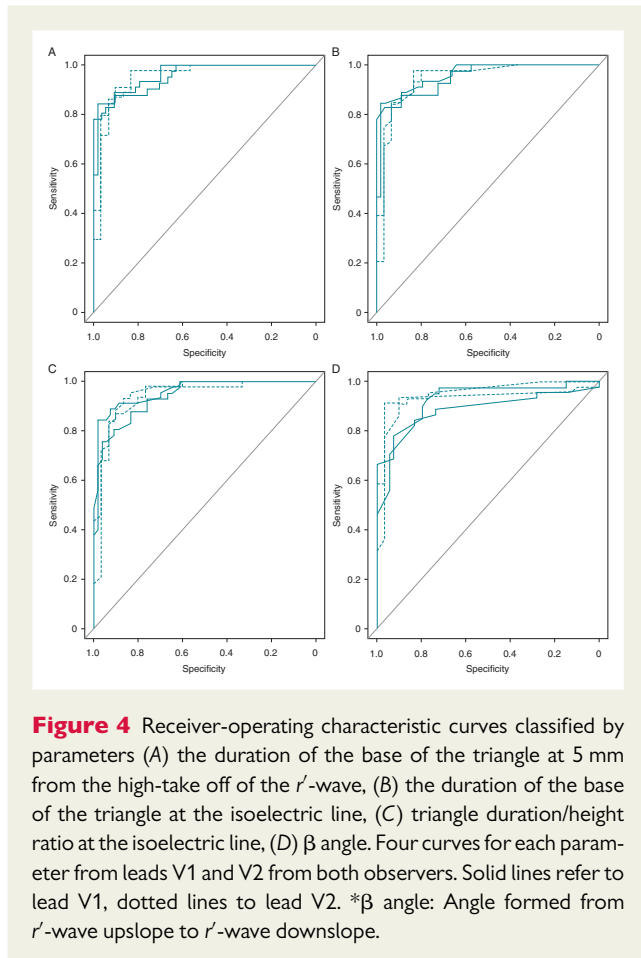 A
1.0
0.8
0.6
0.4
0.2
0
Sensitivity
1.0 0.8 0.6 0.4 0.2 0
Specificity
B
1.0
0.8
0.6
0.4
0.2
0
Sensitivity
1.0 0.8 0.6 0.4 0.2 0
Specificity
C
1.0
0.8
0.6
0.4
0.2
0
Sensitivity
1.0 0.8 0.6 0.4 0.2 0
Specificity
D
1.0
0.8
0.6
0.4
0.2
0
Sensitivity
1.0 0.8 0.6 0.4 0.2 0
Specificity
Figure 4 Receiver-operating characteristic curves classified by
parameters (A) the duration of the base of the triangle at 5 mm
from the high-take off of the r′-wave, (B) the duration of the base
of the triangle at the isoelectric line, (C) triangle duration/height
ratio at the isoelectric line, (D) β angle. Four curves for each param-
eter from leads V1 and V2 from both observers. Solid lines refer to
lead V1, dotted lines to lead V2. *β angle: Angle formed from
r′-wave upslope to r′-wave downslope.